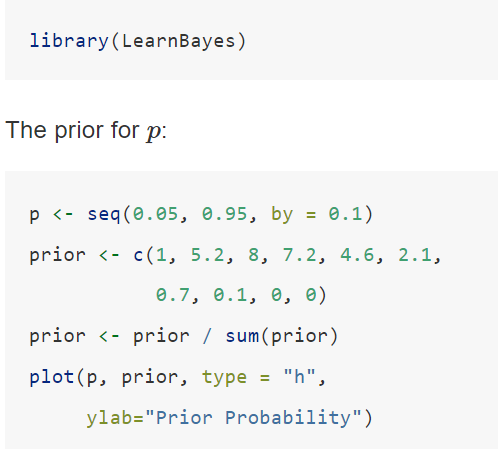 library(LearnBayes)
The prior for p:
p <- seq(0.05, 0.95, by = 0.1)
prior <- c(1, 5.2, 8, 7.2, 4.6, 2.1,
0.7, 0.1, 0, 0)
prior <- prior / sum(prior)
plot(p, prior, type = "h",
ylab="Prior Probability")